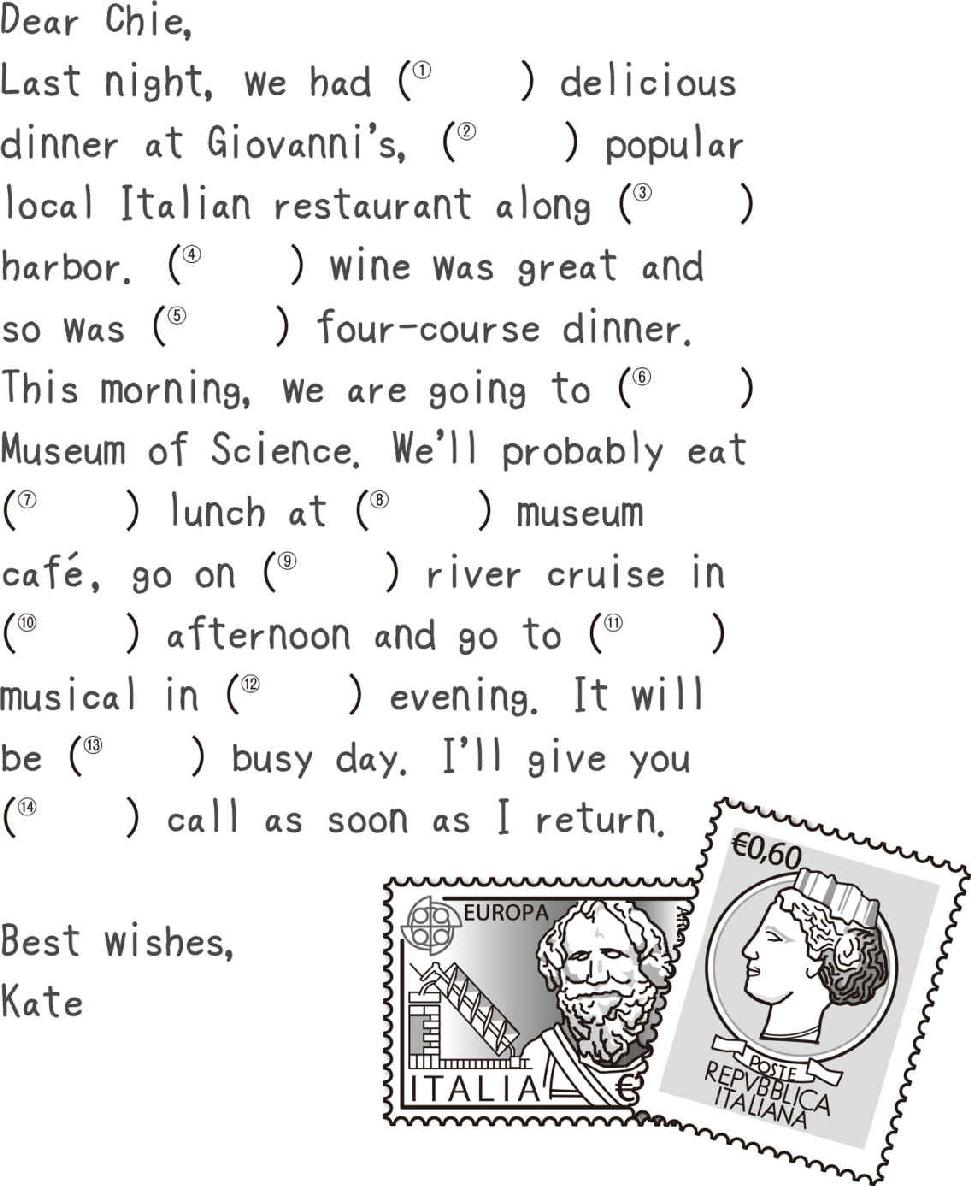 Dear Chie,
Last night, we had (① ) delicious
dinner at Giovanni's, (② ) popular
local Italian restaurant along (③ )
harbor. (④ ) wine was great and
so was (⑤ ) four-course dinner.
This morning, we are going to (⑥ )
Museum of Science. We'll probably eat
(⑦ ) lunch at (⑧ ) museum
café, go on (⑨ ) river cruise in
(⑩ ) afternoon and go to (⑪ )
musical in (⑫ ) evening. It will
be (⑬ ) busy day. I'll give you
(⑭ ) call as soon as I return.
Best wishes,
Kate
EUROPA
ITALIA €
€0,60
POSTE
REPVBBLICA
ITALIANA